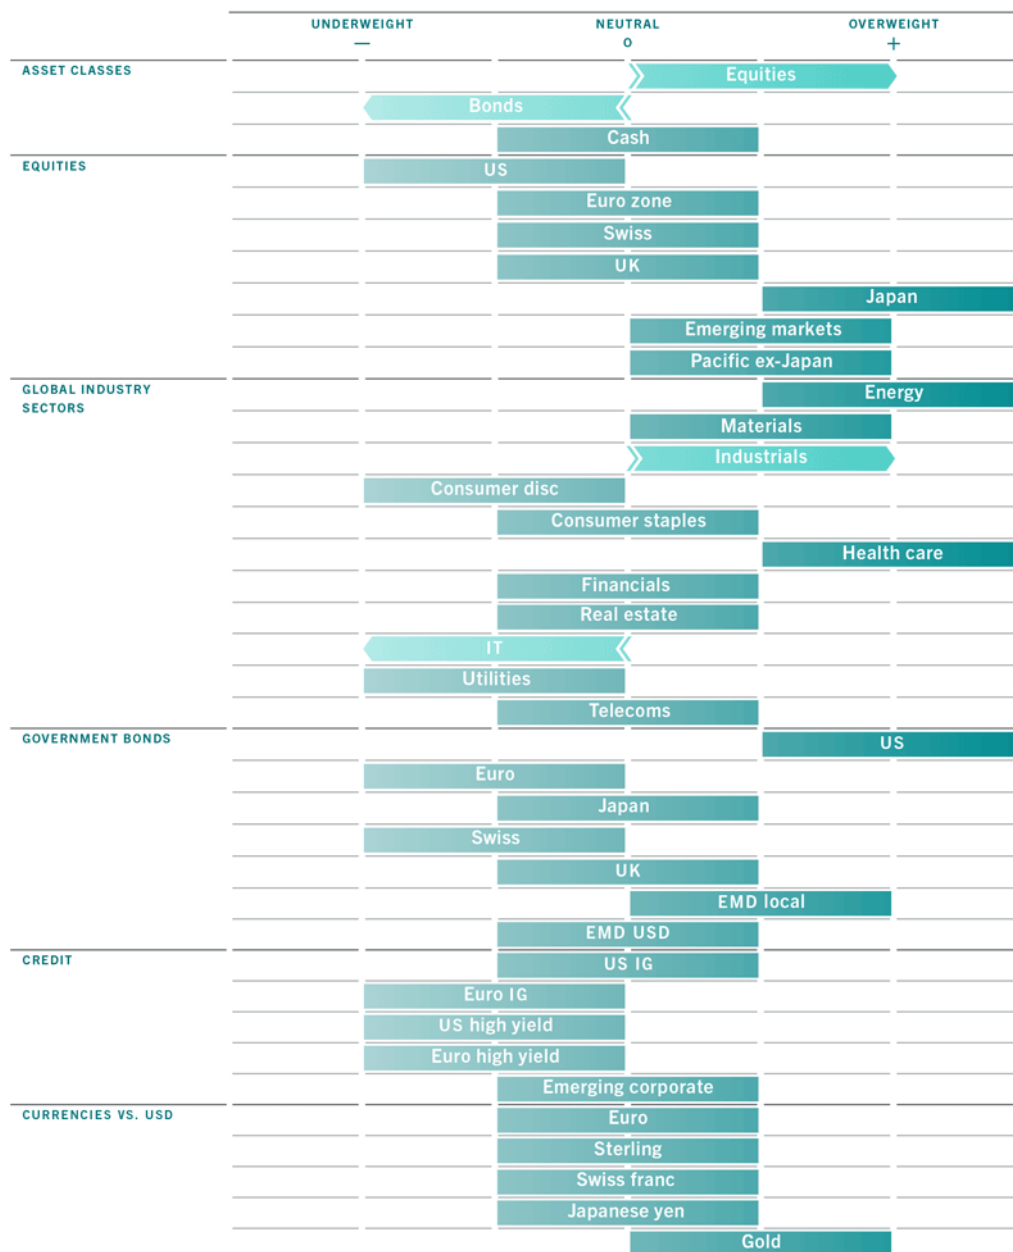 UNDERWEIGHT NEUTRAL OVERWEIGHT
— o +
ASSET CLASSES Equities
Bonds
Cash
EQUITIES US
Euro zone
Swiss
UK
Japan
Emerging markets
Pacific ex-Japan
GLOBAL INDUSTRY Energy
SECTORS
Materials
Industrials
Consumer disc
Consumer staples
Health care
Financials
Real estate
IT
Utilities
Telecoms
GOVERNMENT BONDS US
Euro
Japan
Swiss
UK
EMD local
EMD USD
CREDIT US IG
Euro IG
US high yield
Euro high yield
Emerging corporate
CURRENCIES VS. USD Euro
Sterling
Swiss franc
Japanese yen
Gold